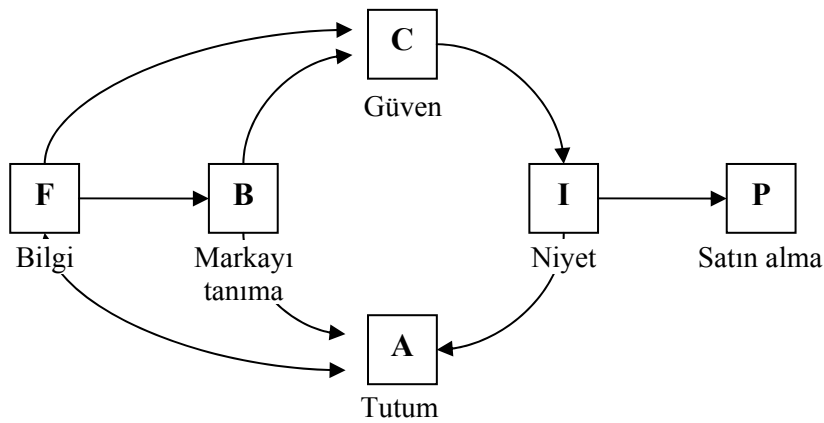 C
Güven
F
B
I
P
Bilgi
Markayı
tanıma
Niyet
Satın alma
A
Tutum